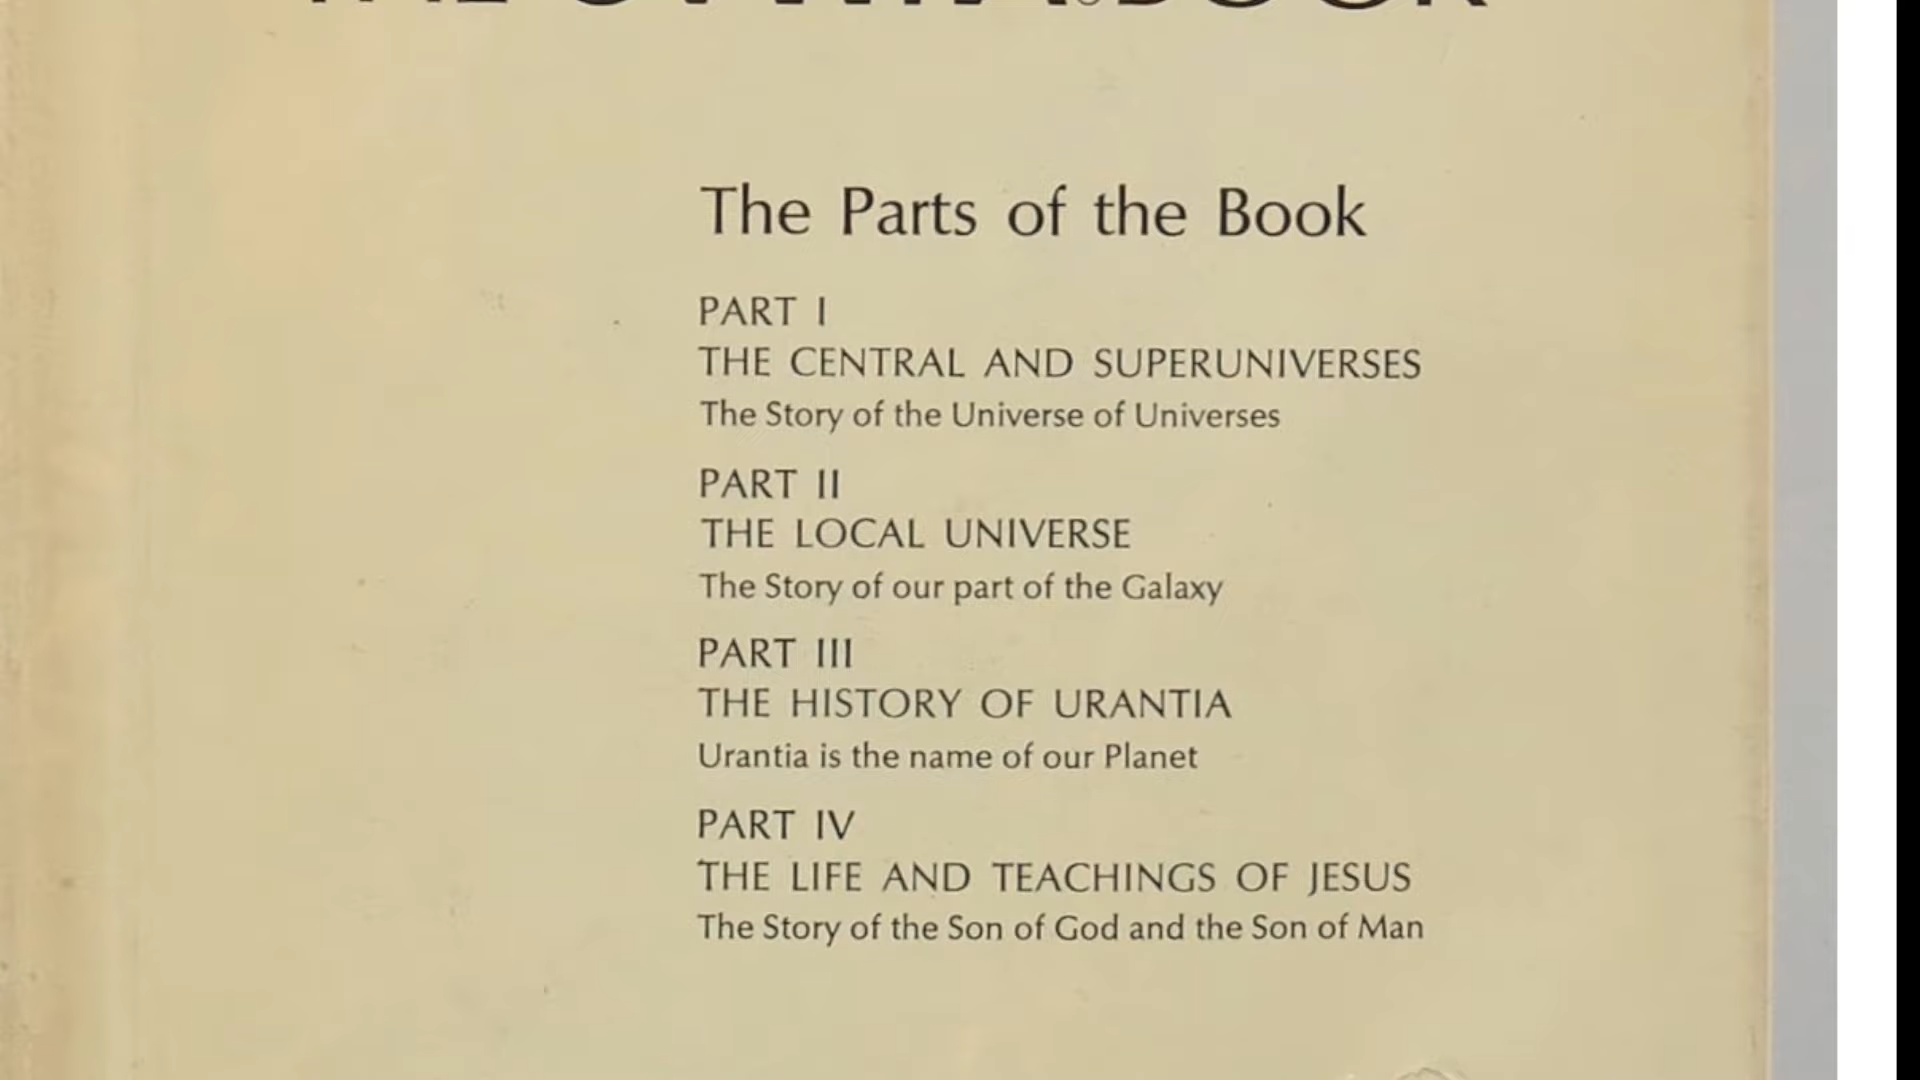 The Parts of the Book
PART I
THE CENTRAL AND SUPERUNIVERSES
The Story of the Universe of Universes
PART II
THE LOCAL UNIVERSE
The Story of our part of the Galaxy
PART III
THE HISTORY OF URANTIA
Urantia is the name of our Planet
PART IV
THE LIFE AND TEACHINGS OF JESUS
The Story of the Son of God and the Son of Man